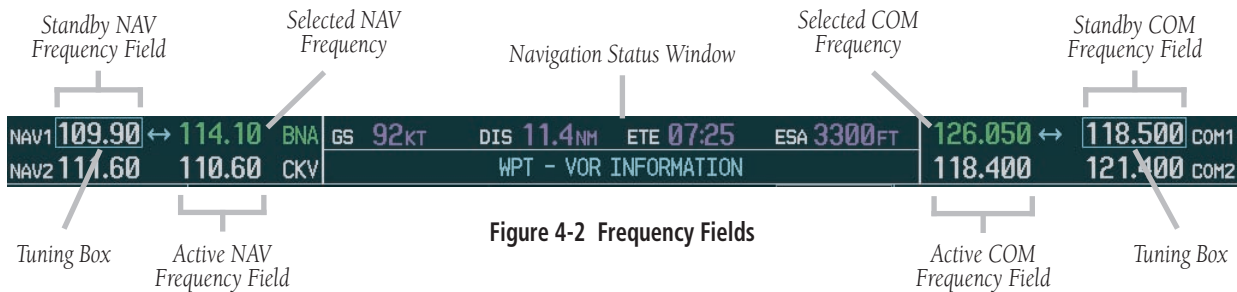 Standby NAV
Frequency Field
Selected NAV
Frequency
Navigation Status Window
Selected COM
Frequency
Standby COM
Frequency Field
NAV1 109.90 ↔ 114.10 BNA GS 92KT DIS 11.4NM ETE 07:25 ESA 3300FT 126.050 ↔ 118.500 COM1
NAV2 111.60 110.60 CKV WPT - VOR INFORMATION 118.400 121.400 COM2
Tuning Box
Active NAV
Frequency Field
Figure 4-2 Frequency Fields
Active COM
Frequency Field
Tuning Box